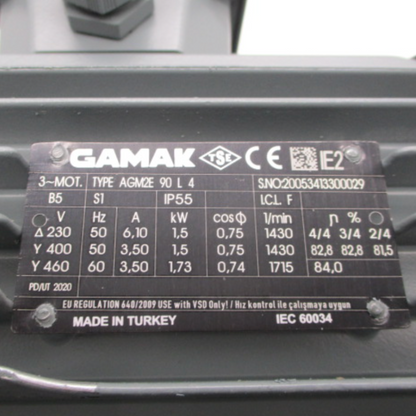 GAMAK TSE CE IE2
3~MOT. TYPE AGM2E 90 L 4 S.NO:20053413300029
B5 S1 IP55 I.C.L. F
V Hz A kW cosϕ 1/min η %
Δ 230 50 6,10 1,5 0,75 1430 4/4 3/4 2/4
Y 400 50 3,50 1,5 0,75 1430 82,8 82,8 81,5
Y 460 60 3,50 1,73 0,74 1715 84,0
PD/UT 2020
EU REGULATION 640/2009 USE with VSD Only! / Hız kontrol ile çalışmaya uygun
MADE IN TURKEY IEC 60034